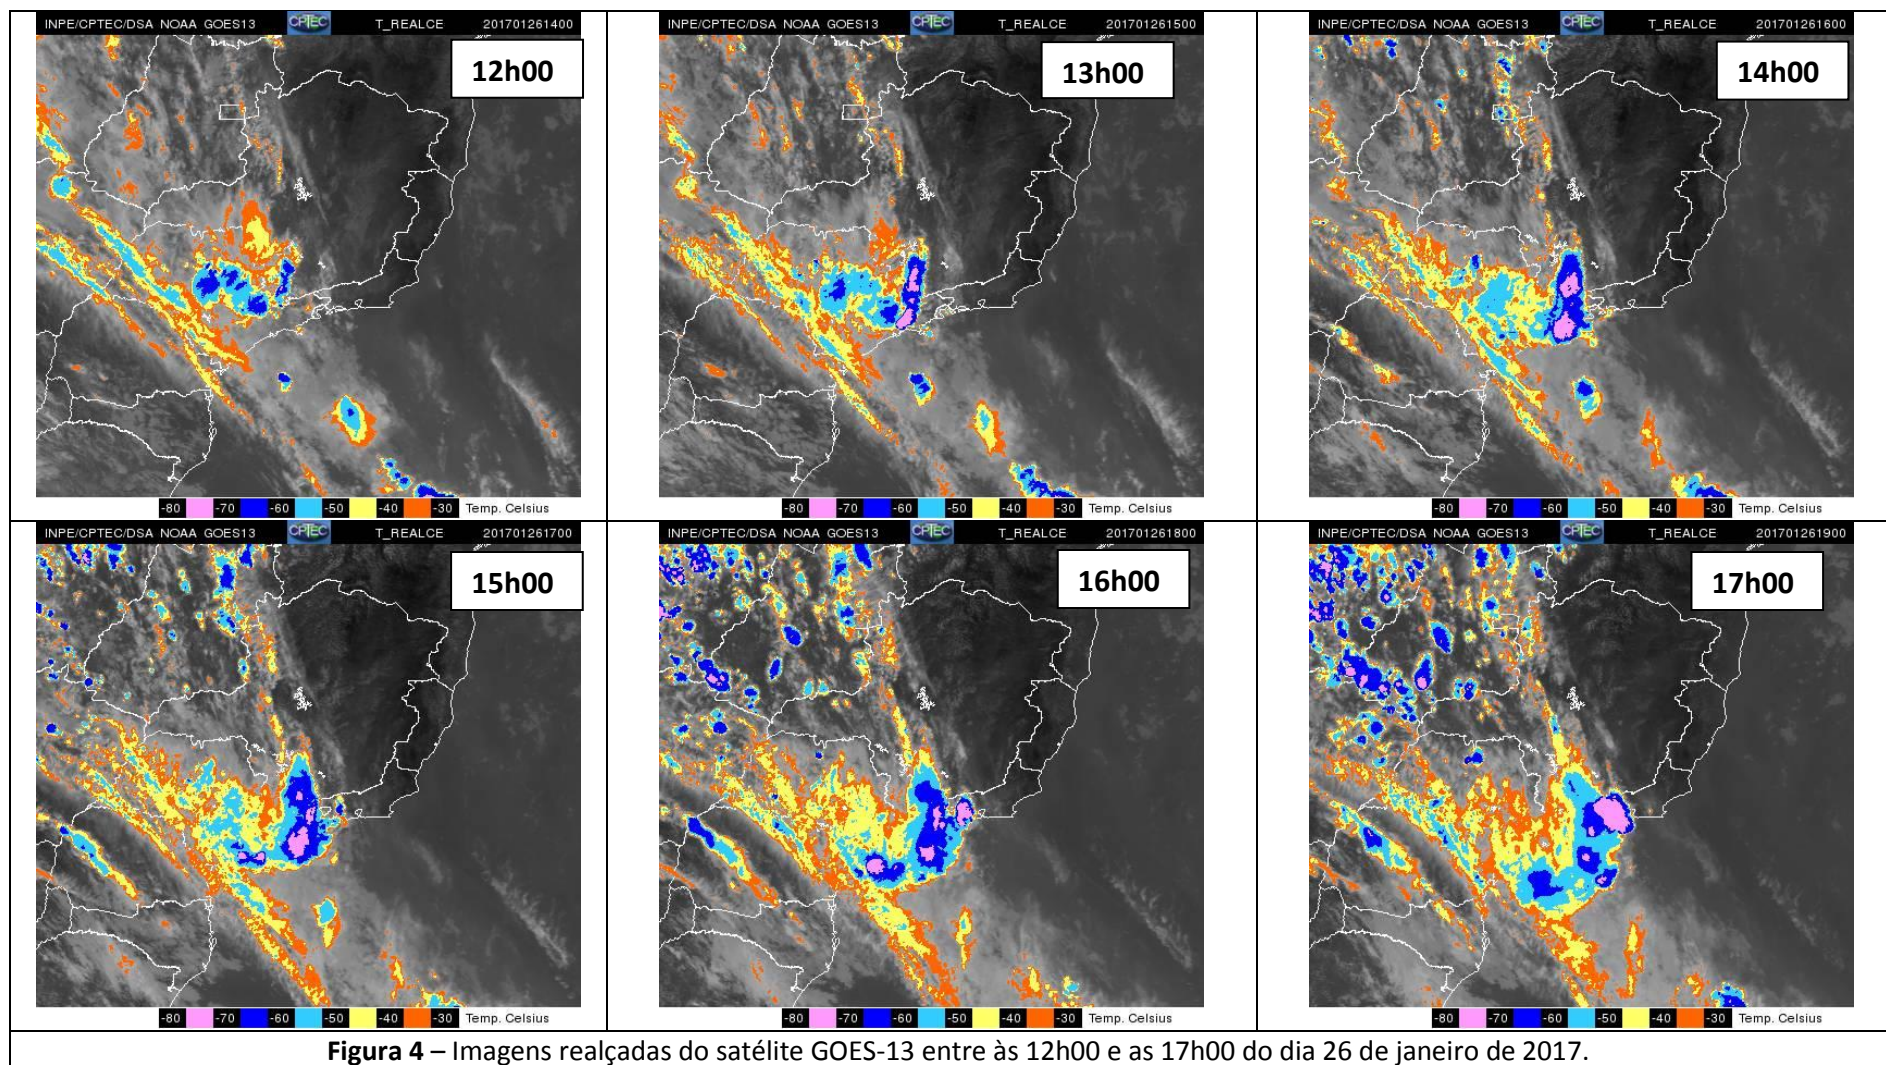 INPE/CPTEC/DSA NOAA GOES13 CPTEC T_REALCE 201701261400
12h00
-80 -70 -60 -50 -40 -30 Temp. Celsius
INPE/CPTEC/DSA NOAA GOES13 CPTEC T_REALCE 201701261500
13h00
-80 -70 -60 -50 -40 -30 Temp. Celsius
INPE/CPTEC/DSA NOAA GOES13 CPTEC T_REALCE 201701261600
14h00
-80 -70 -60 -50 -40 -30 Temp. Celsius
INPE/CPTEC/DSA NOAA GOES13 CPTEC T_REALCE 201701261700
15h00
-80 -70 -60 -50 -40 -30 Temp. Celsius
INPE/CPTEC/DSA NOAA GOES13 CPTEC T_REALCE 201701261800
16h00
-80 -70 -60 -50 -40 -30 Temp. Celsius
INPE/CPTEC/DSA NOAA GOES13 CPTEC T_REALCE 201701261900
17h00
-80 -70 -60 -50 -40 -30 Temp. Celsius
Figura 4 – Imagens realçadas do satélite GOES-13 entre às 12h00 e as 17h00 do dia 26 de janeiro de 2017.